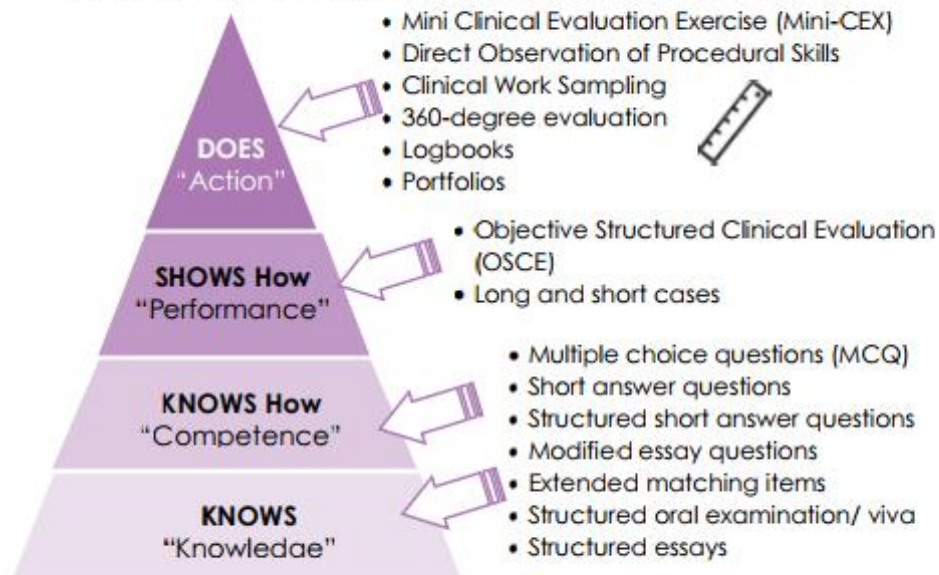 • Mini Clinical Evaluation Exercise (Mini-CEX)
• Direct Observation of Procedural Skills
• Clinical Work Sampling
• 360-degree evaluation
• Logbooks
• Portfolios
DOES
"Action"
• Objective Structured Clinical Evaluation
(OSCE)
• Long and short cases
SHOWS How
"Performance"
• Multiple choice questions (MCQ)
• Short answer questions
• Structured short answer questions
• Modified essay questions
• Extended matching items
• Structured oral examination/ viva
• Structured essays
KNOWS How
"Competence"
KNOWS
"Knowledge"